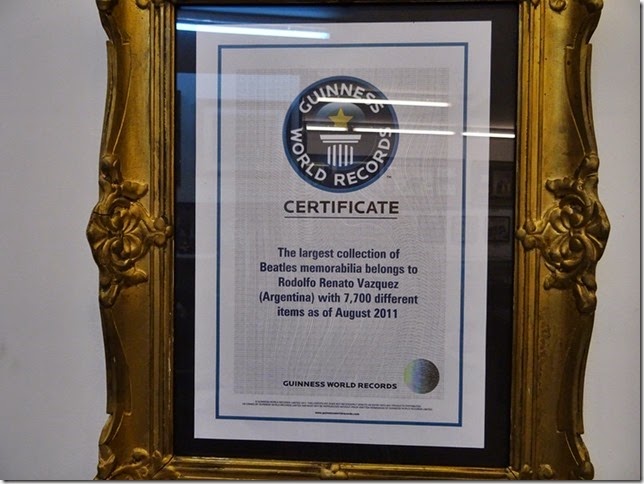 GUINNESS
WORLD RECORDS
™
CERTIFICATE
The largest collection of
Beatles memorabilia belongs to
Rodolfo Renato Vazquez
(Argentina) with 7,700 different
items as of August 2011
GUINNESS WORLD RECORDS